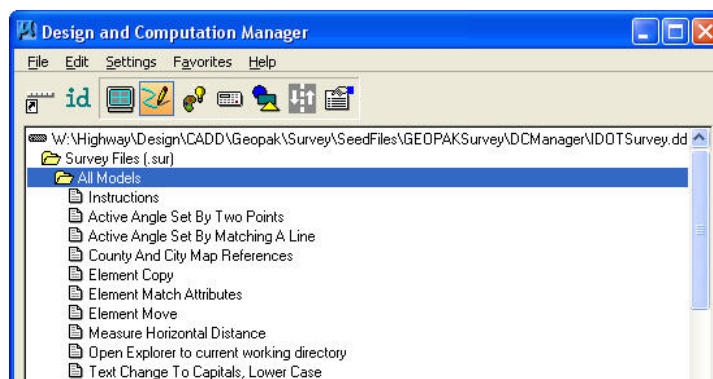 Design and Computation Manager
File Edit Settings Favorites Help
id
W:\Highway\Design\CADD\Geopak\Survey\SeedFiles\GEOPAKSurvey\DCManager\IDOTSurvey.dd
Survey Files (.sur)
All Models
Instructions
Active Angle Set By Two Points
Active Angle Set By Matching A Line
County And City Map References
Element Copy
Element Match Attributes
Element Move
Measure Horizontal Distance
Open Explorer to current working directory
Text Change To Capitals, Lower Case